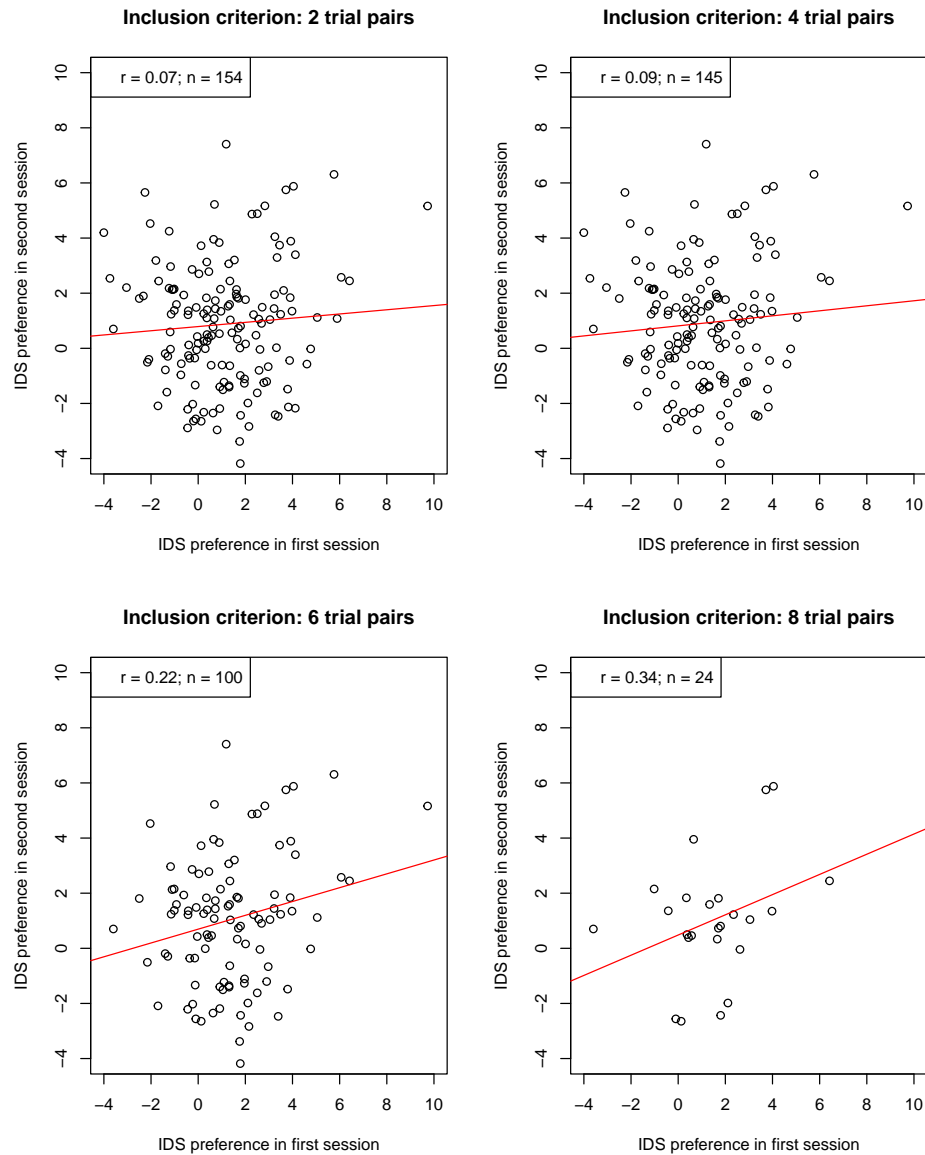 Inclusion criterion: 2 trial pairs
r = 0.07; n = 154
IDS preference in second session
10
8
6
4
2
0
−2
−4
−4 −2 0 2 4 6 8 10
IDS preference in first session
Inclusion criterion: 4 trial pairs
r = 0.09; n = 145
IDS preference in second session
10
8
6
4
2
0
−2
−4
−4 −2 0 2 4 6 8 10
IDS preference in first session
Inclusion criterion: 6 trial pairs
r = 0.22; n = 100
IDS preference in second session
10
8
6
4
2
0
−2
−4
−4 −2 0 2 4 6 8 10
IDS preference in first session
Inclusion criterion: 8 trial pairs
r = 0.34; n = 24
IDS preference in second session
10
8
6
4
2
0
−2
−4
−4 −2 0 2 4 6 8 10
IDS preference in first session